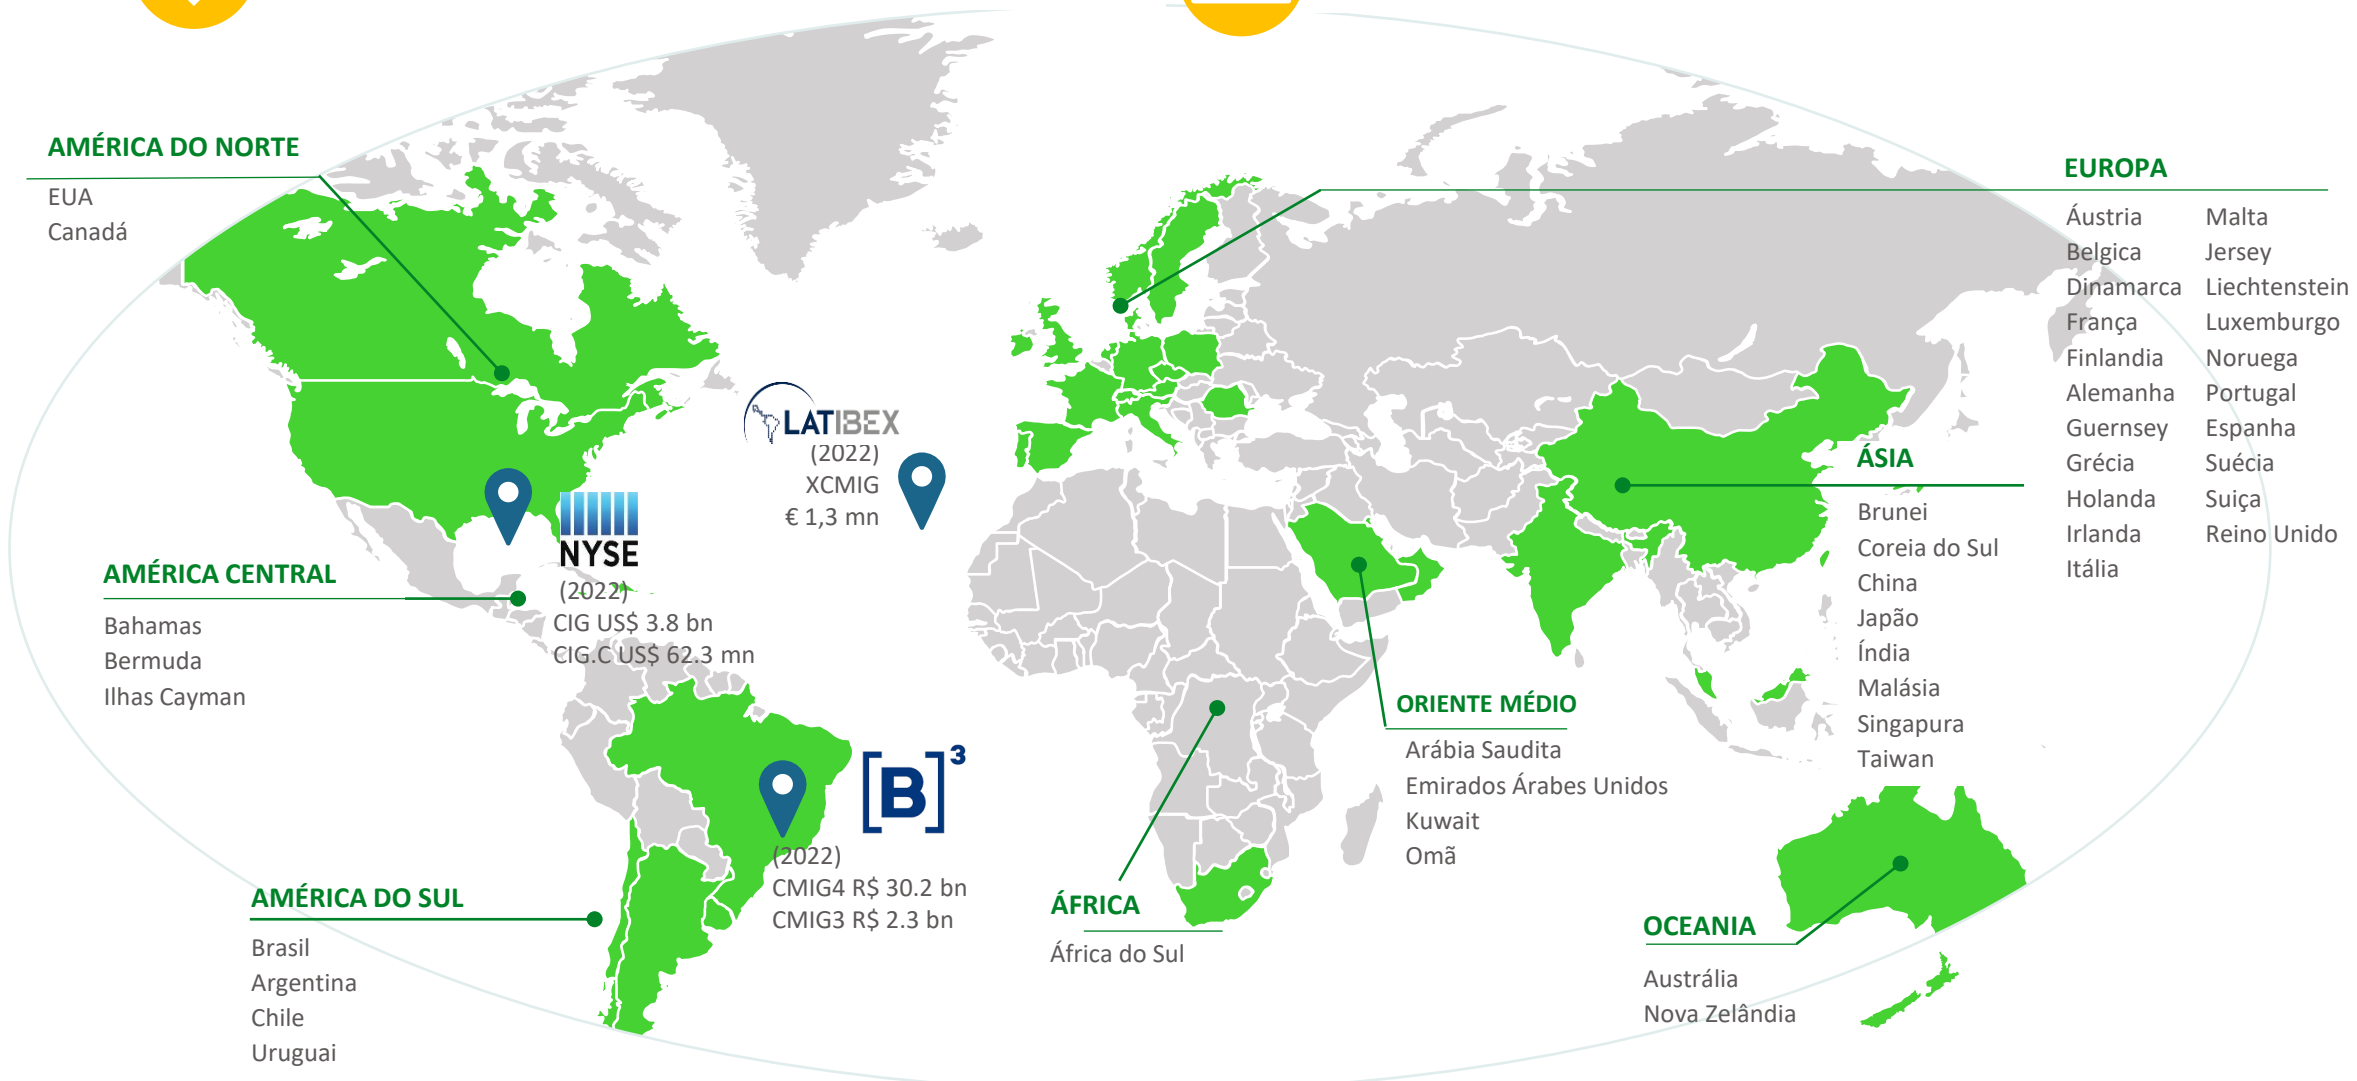 AMÉRICA DO NORTE
EUA
Canadá
EUROPA
Áustria
Belgica
Dinamarca
França
Finlandia
Alemanha
Guernsey
Grécia
Holanda
Irlanda
Itália
Malta
Jersey
Liechtenstein
Luxemburgo
Noruega
Portugal
Espanha
Suécia
Suiça
Reino Unido
LATIBEX
(2022)
XCMIG
€ 1,3 mn
NYSE
(2022)
CIG US$ 3.8 bn
CIG.C US$ 62.3 mn
ÁSIA
Brunei
Coreia do Sul
China
Japão
Índia
Malásia
Singapura
Taiwan
AMÉRICA CENTRAL
Bahamas
Bermuda
Ilhas Cayman
ORIENTE MÉDIO
Arábia Saudita
Emirados Árabes Unidos
Kuwait
Omã
[B]³
(2022)
CMIG4 R$ 30.2 bn
CMIG3 R$ 2.3 bn
AMÉRICA DO SUL
Brasil
Argentina
Chile
Uruguai
ÁFRICA
África do Sul
OCEANIA
Austrália
Nova Zelândia